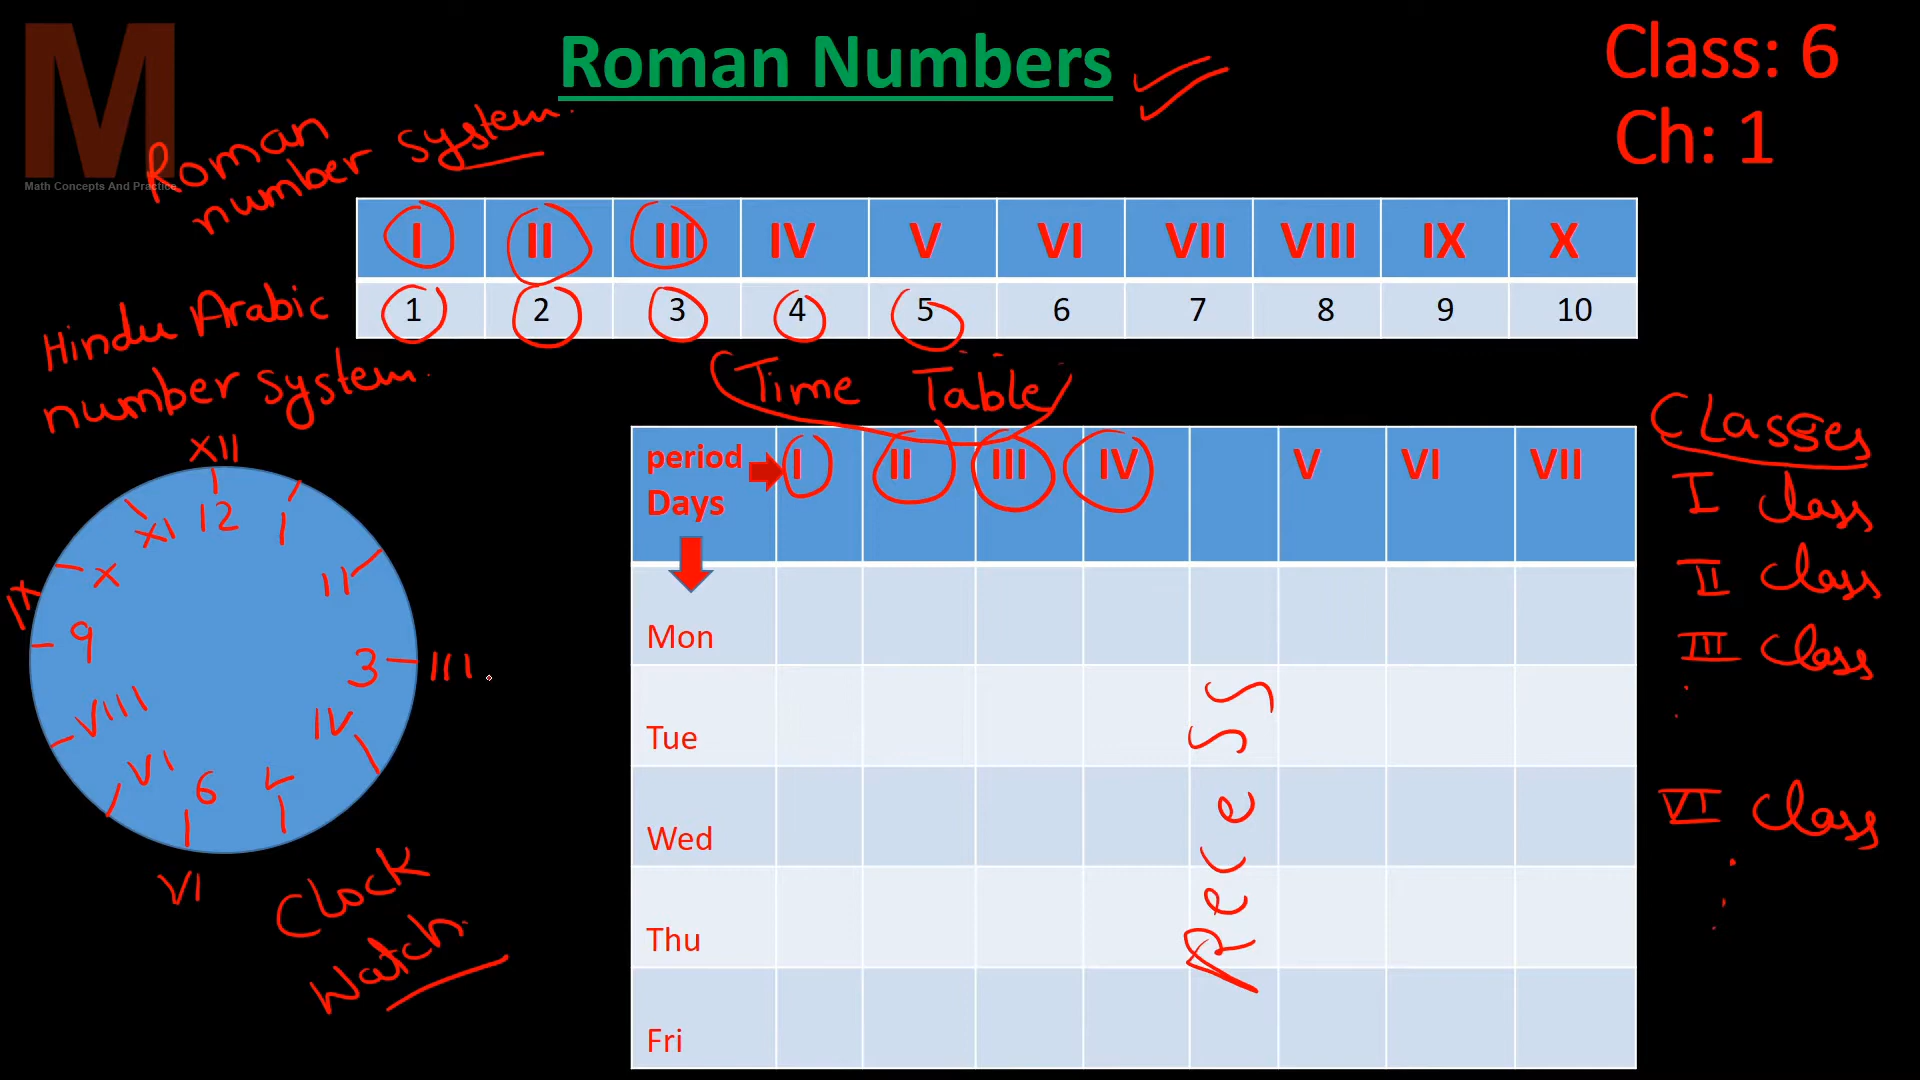 M
Math Concepts And Practice
Roman Numbers
Class: 6
Ch: 1
Roman
number system.
I II III IV V VI VII VIII IX X
1 2 3 4 5 6 7 8 9 10
Hindu Arabic
number system.
Time Table
period I II III IV V VI VII
Days
Mon
Tue
Wed
Thu
Fri
Recess
Classes
I Class
II Class
III Class
VI Class
XII
12
XI
1
X
II
IX
9
3
III
VIII
IV
VI
6
V
VI
Clock
Watch.